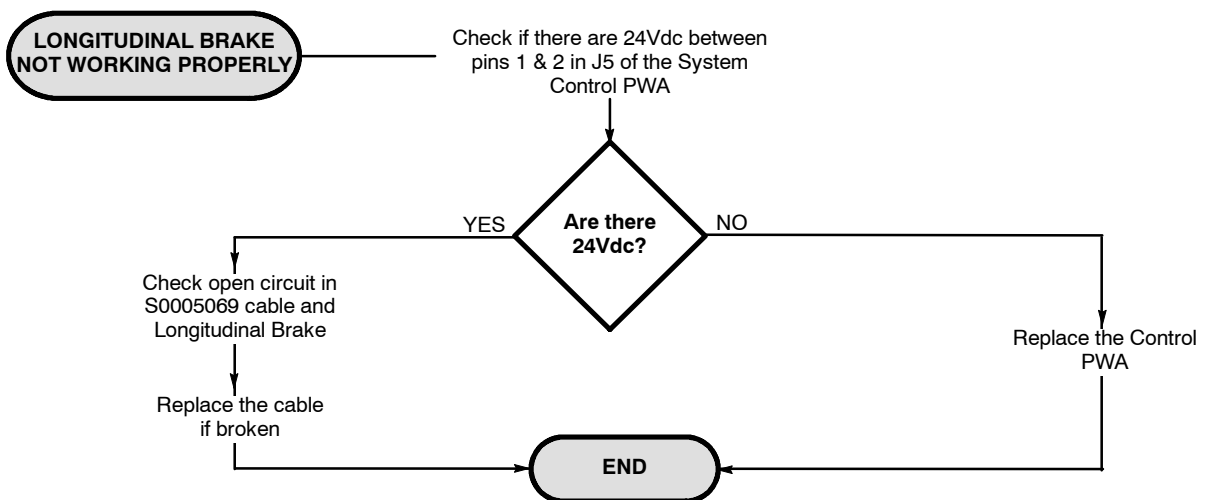 LONGITUDINAL BRAKE
NOT WORKING PROPERLY
Check if there are 24Vdc between
pins 1 & 2 in J5 of the System
Control PWA
YES
Are there
24Vdc?
NO
Check open circuit in
S0005069 cable and
Longitudinal Brake
Replace the Control
PWA
Replace the cable
if broken
END